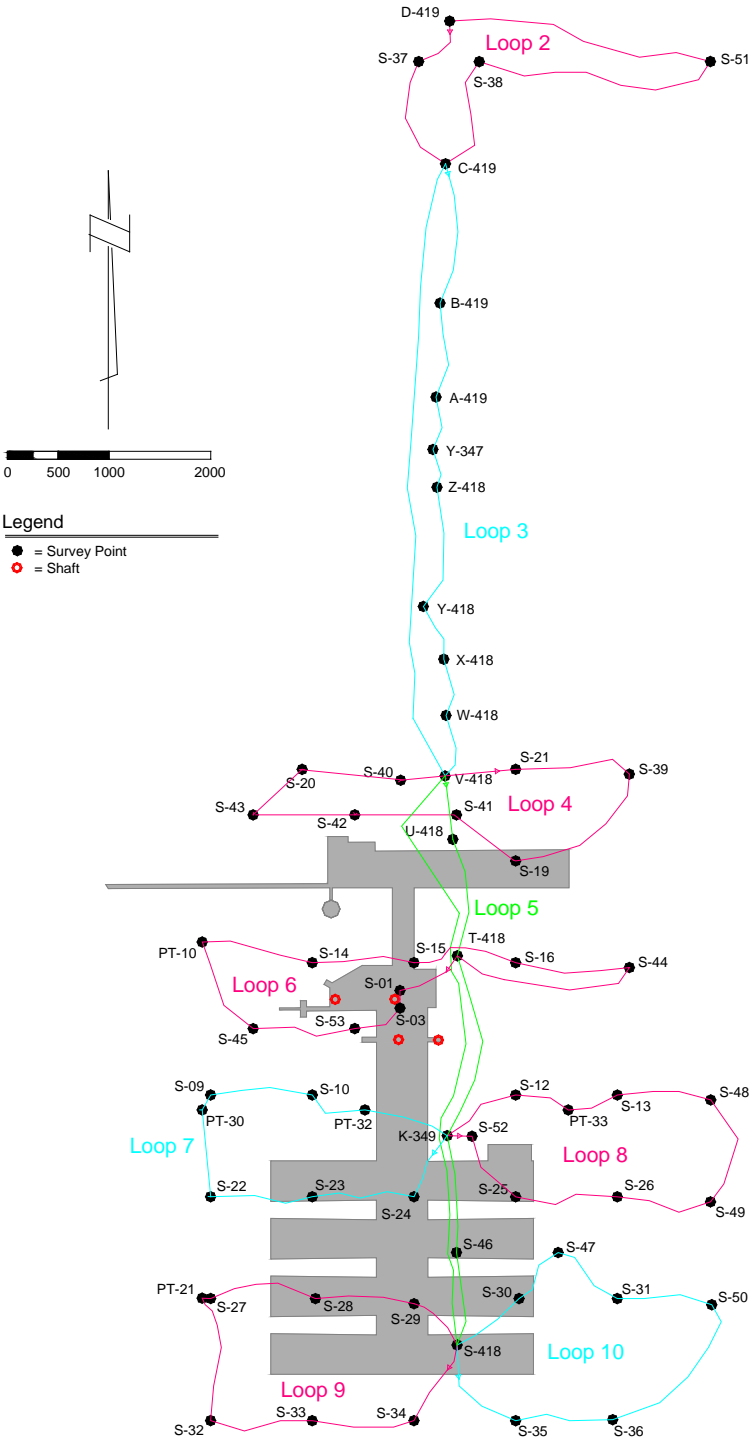 D-419
Loop 2
S-37
S-38
S-51
C-419
B-419
A-419
Y-347
0 500 1000 2000
Z-418
Legend
Loop 3
= Survey Point
= Shaft
Y-418
X-418
W-418
S-20
S-40
V-418
S-21
S-39
S-43
S-42
S-41
Loop 4
U-418
S-19
Loop 5
PT-10
S-14
S-15
T-418
S-16
S-44
Loop 6
S-01
S-03
S-45
S-53
S-09
S-10
S-12
S-13
S-48
PT-30
PT-32
PT-33
Loop 7
K-349
S-52
Loop 8
S-22
S-23
S-24
S-25
S-26
S-49
S-46
S-47
PT-21
S-27
S-28
S-29
S-30
S-31
S-50
S-418
Loop 10
Loop 9
S-32
S-33
S-34
S-35
S-36